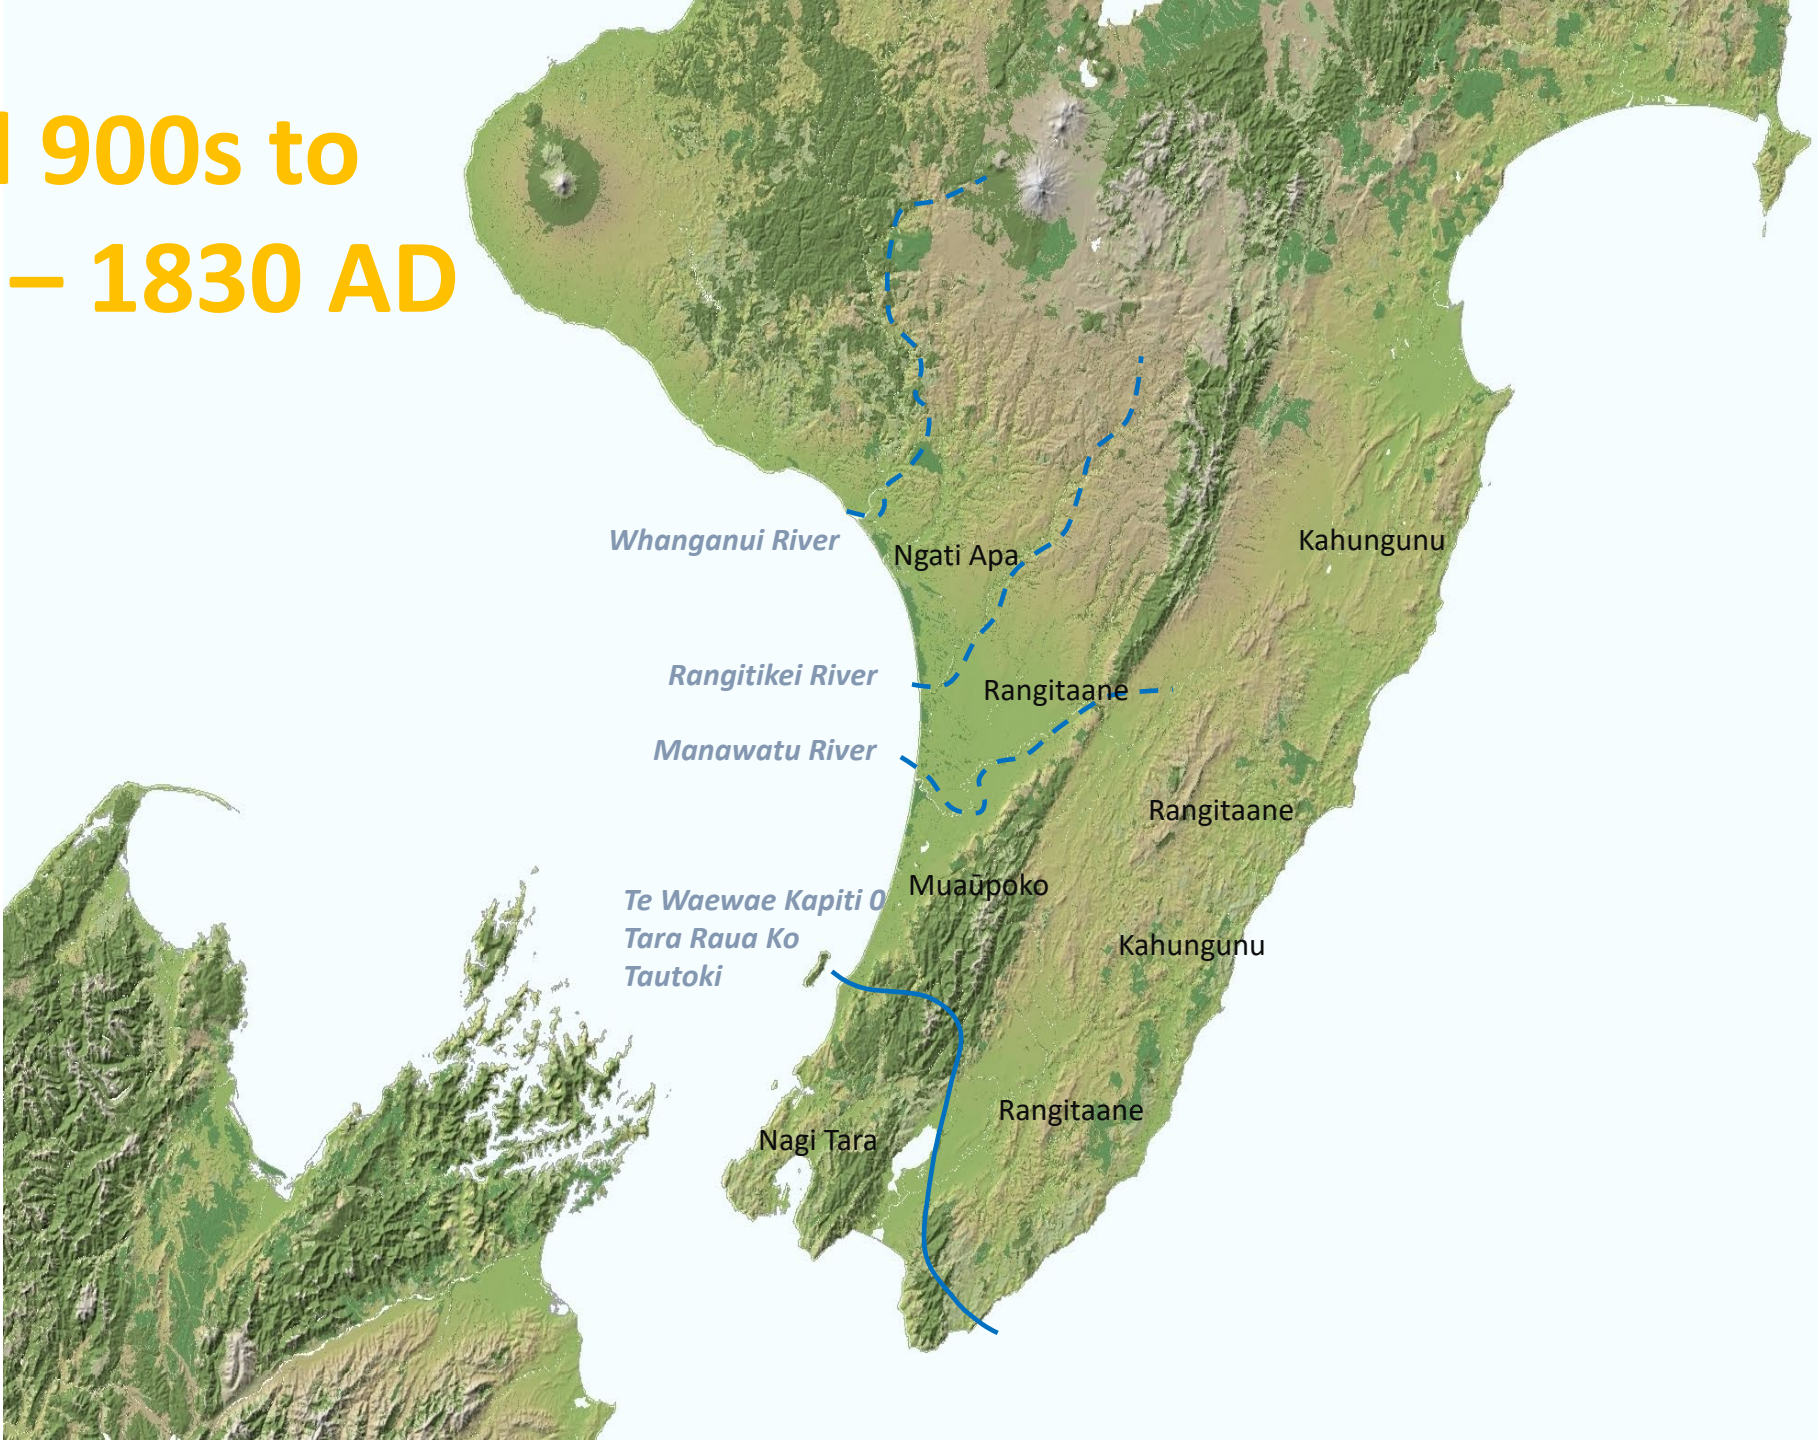 900s to
– 1830 AD
Whanganui River
Ngati Apa
Kahungunu
Rangitikei River
Rangitaane
Manawatu River
Rangitaane
Muaūpoko
Te Waewae Kapiti 0
Tara Raua Ko
Tautoki
Kahungunu
Rangitaane
Nagi Tara